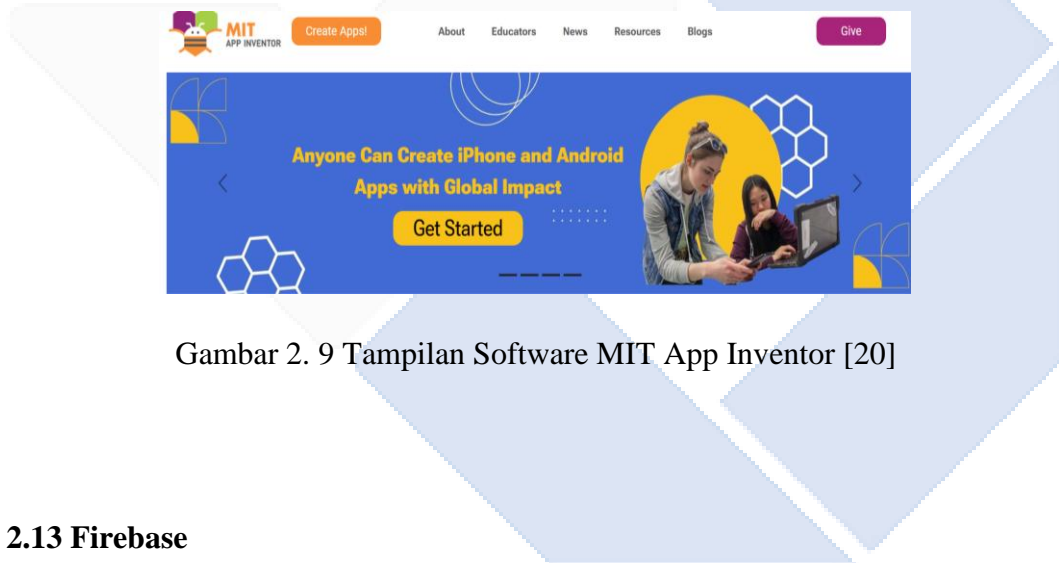 MIT
APP INVENTOR
Create Apps!
About Educators News Resources Blogs
Give
Anyone Can Create iPhone and Android
Apps with Global Impact
Get Started
Gambar 2. 9 Tampilan Software MIT App Inventor [20]
2.13 Firebase